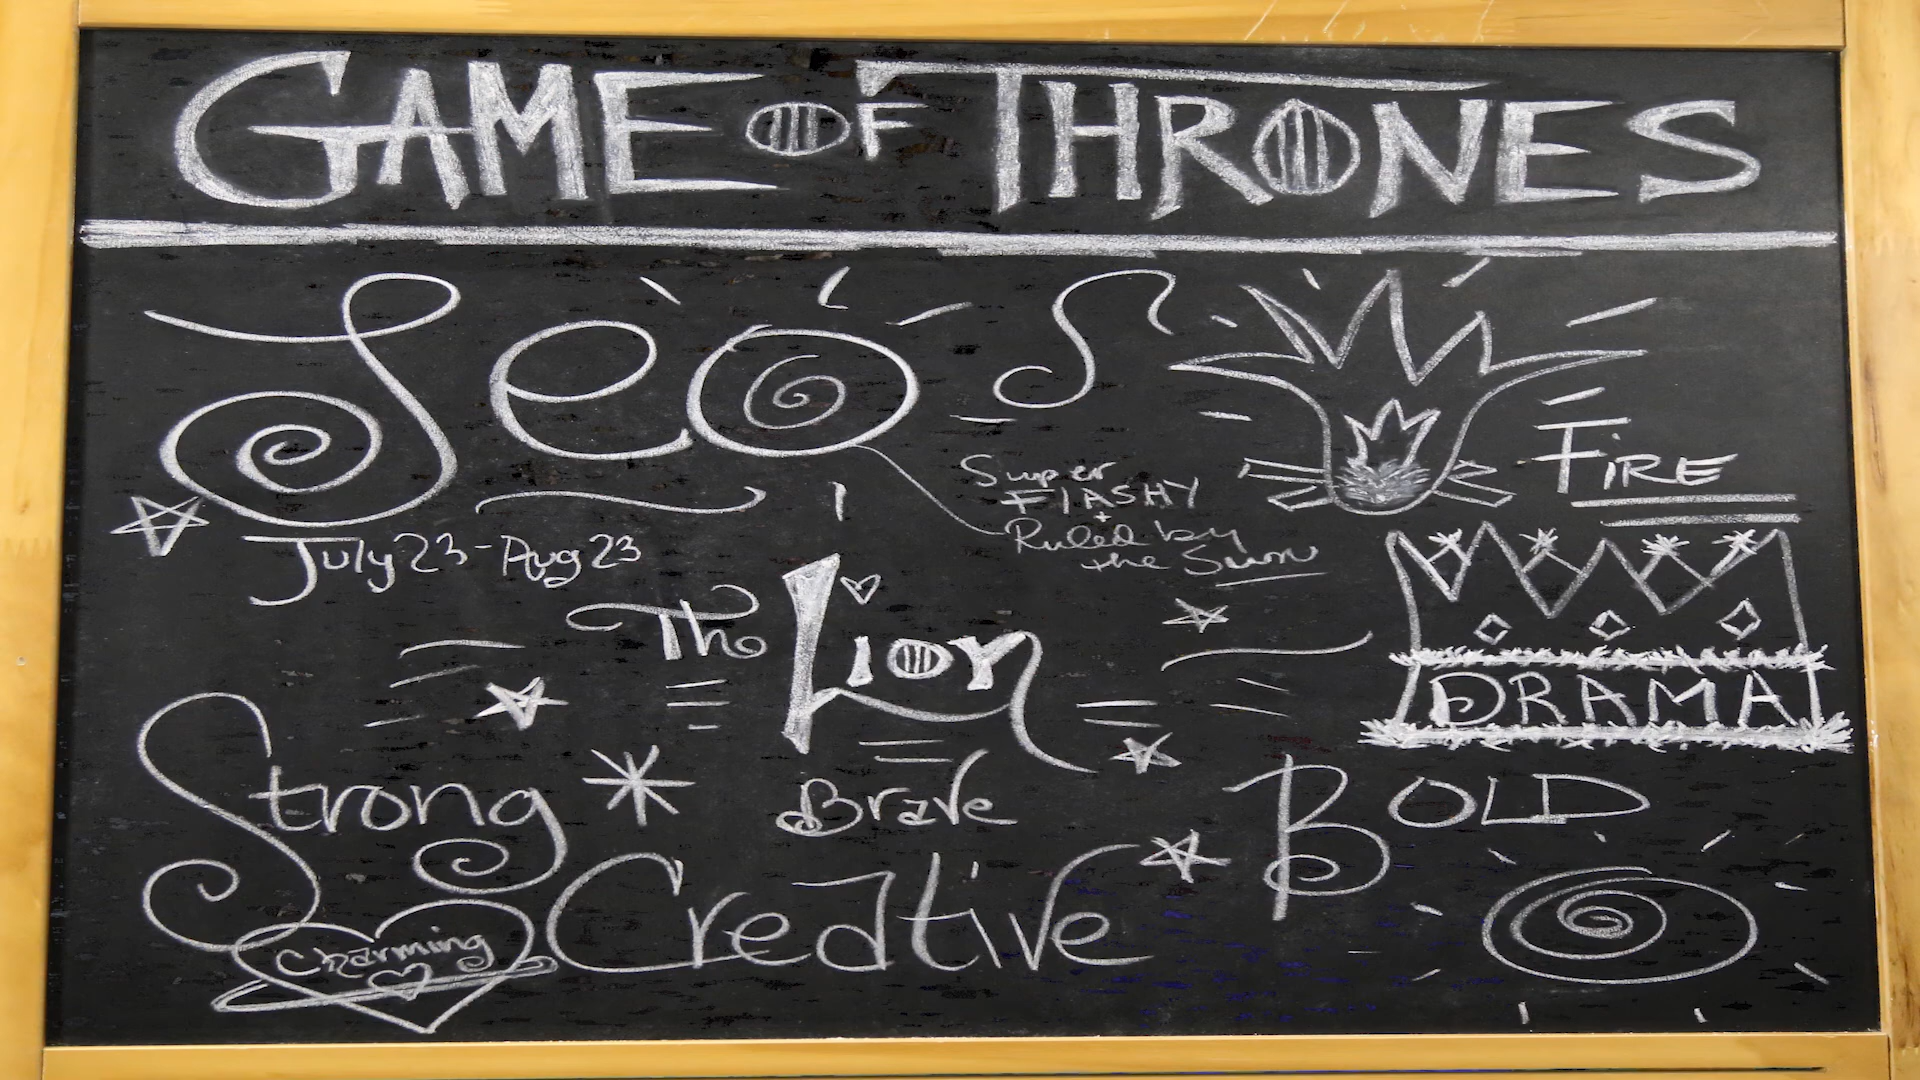 GAME OF THRONES
Leo's
FIRE
Super
FlASHY
+
Ruled by
the Sun
July 23 - Aug 23
The Lion
DRAMA
Strong
Brave
BOLD
Creative
Charming